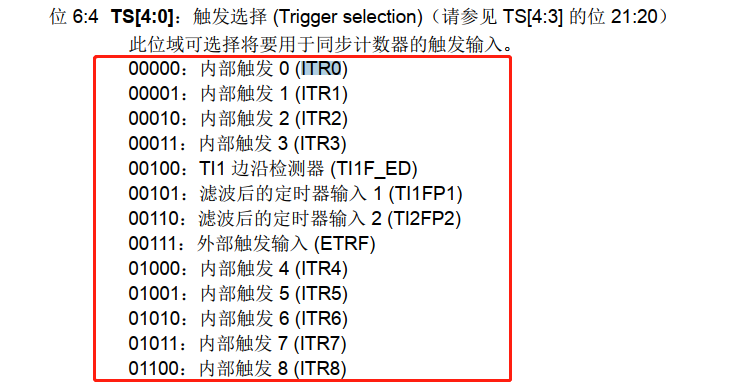 位 6:4 TS[4:0]：触发选择 (Trigger selection)（请参见 TS[4:3] 的位 21:20）
此位域可选择将要用于同步计数器的触发输入。
00000：内部触发 0 (ITR0)
00001：内部触发 1 (ITR1)
00010：内部触发 2 (ITR2)
00011：内部触发 3 (ITR3)
00100：TI1 边沿检测器 (TI1F_ED)
00101：滤波后的定时器输入 1 (TI1FP1)
00110：滤波后的定时器输入 2 (TI2FP2)
00111：外部触发输入 (ETRF)
01000：内部触发 4 (ITR4)
01001：内部触发 5 (ITR5)
01010：内部触发 6 (ITR6)
01011：内部触发 7 (ITR7)
01100：内部触发 8 (ITR8)